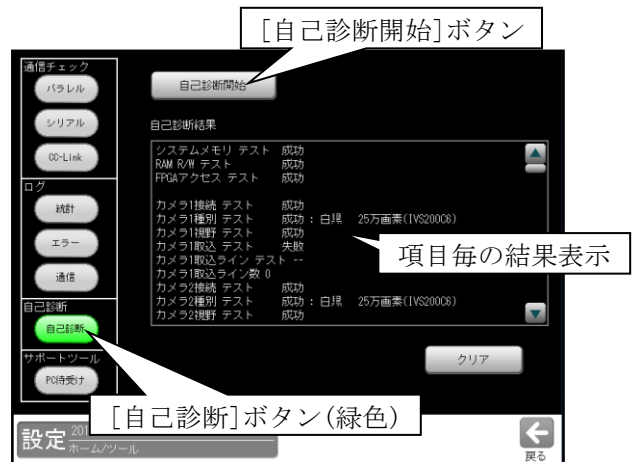 [自己診断開始]ボタン
通信チェック
パラレル
シリアル
CC-Link
ログ
統計
エラー
通信
自己診断
自己診断
サポートツール
PC待受け
自己診断開始
自己診断結果
システムメモリ テスト 成功
RAM R/W テスト 成功
FPGAアクセス テスト 成功
カメラ1接続 テスト 成功
カメラ1種別 テスト 成功 : 白黒 25万画素(IVS200C6)
カメラ1視野 テスト 成功
カメラ1取込 テスト 失敗
カメラ1取込ライン テスト --
カメラ1取込ライン数 0
カメラ2接続 テスト 成功
カメラ2種別 テスト 成功 : 白黒 25万画素(IVS200C6)
カメラ2視野 テスト 成功
項目毎の結果表示
クリア
[自己診断]ボタン(緑色)
設定
ホーム/ツール
戻る